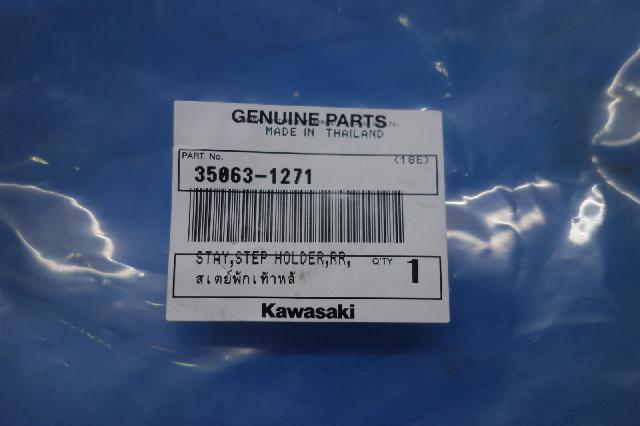 GENUINE PARTS
MADE IN THAILAND
PART No. (18E)
35063-1271
STAY,STEP HOLDER,RR, Q'TY 1
สเตย์พักเท้าหลั
Kawasaki